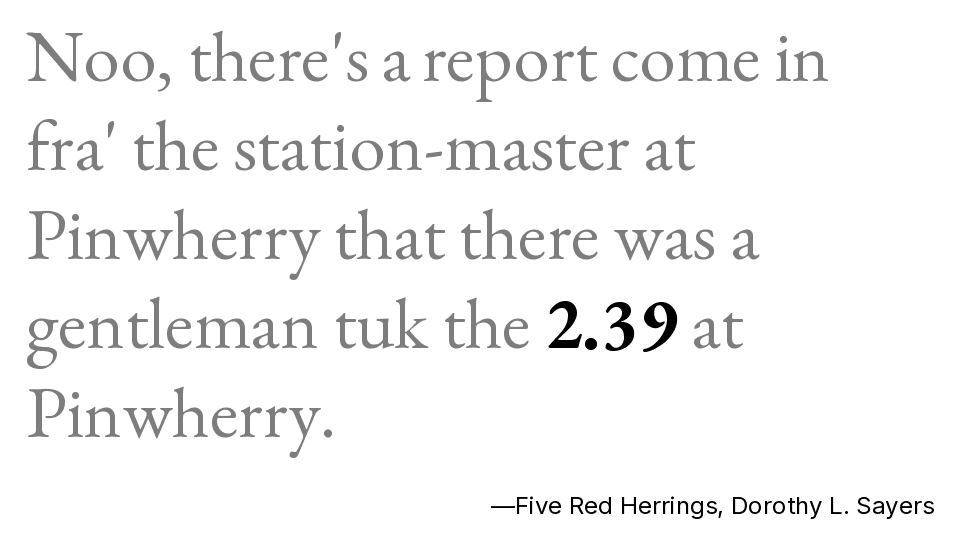 Noo, there's a report come in
fra' the station-master at
Pinwherry that there was a
gentleman tuk the 2.39 at
Pinwherry.
—Five Red Herrings, Dorothy L. Sayers